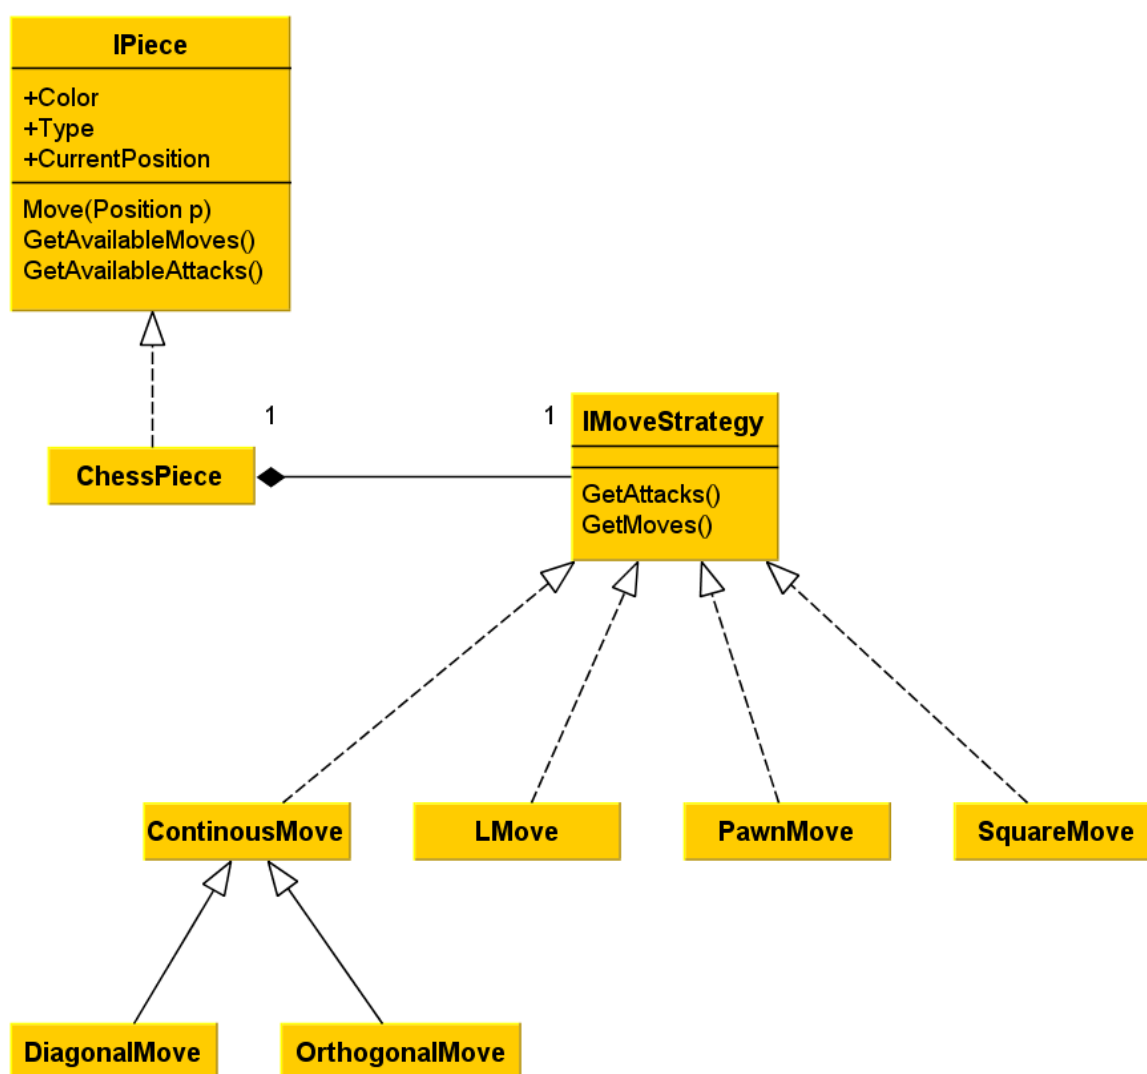 IPiece
+Color
+Type
+CurrentPosition
Move(Position p)
GetAvailableMoves()
GetAvailableAttacks()
1
1
IMoveStrategy
ChessPiece
GetAttacks()
GetMoves()
ContinousMove
LMove
PawnMove
SquareMove
DiagonalMove
OrthogonalMove